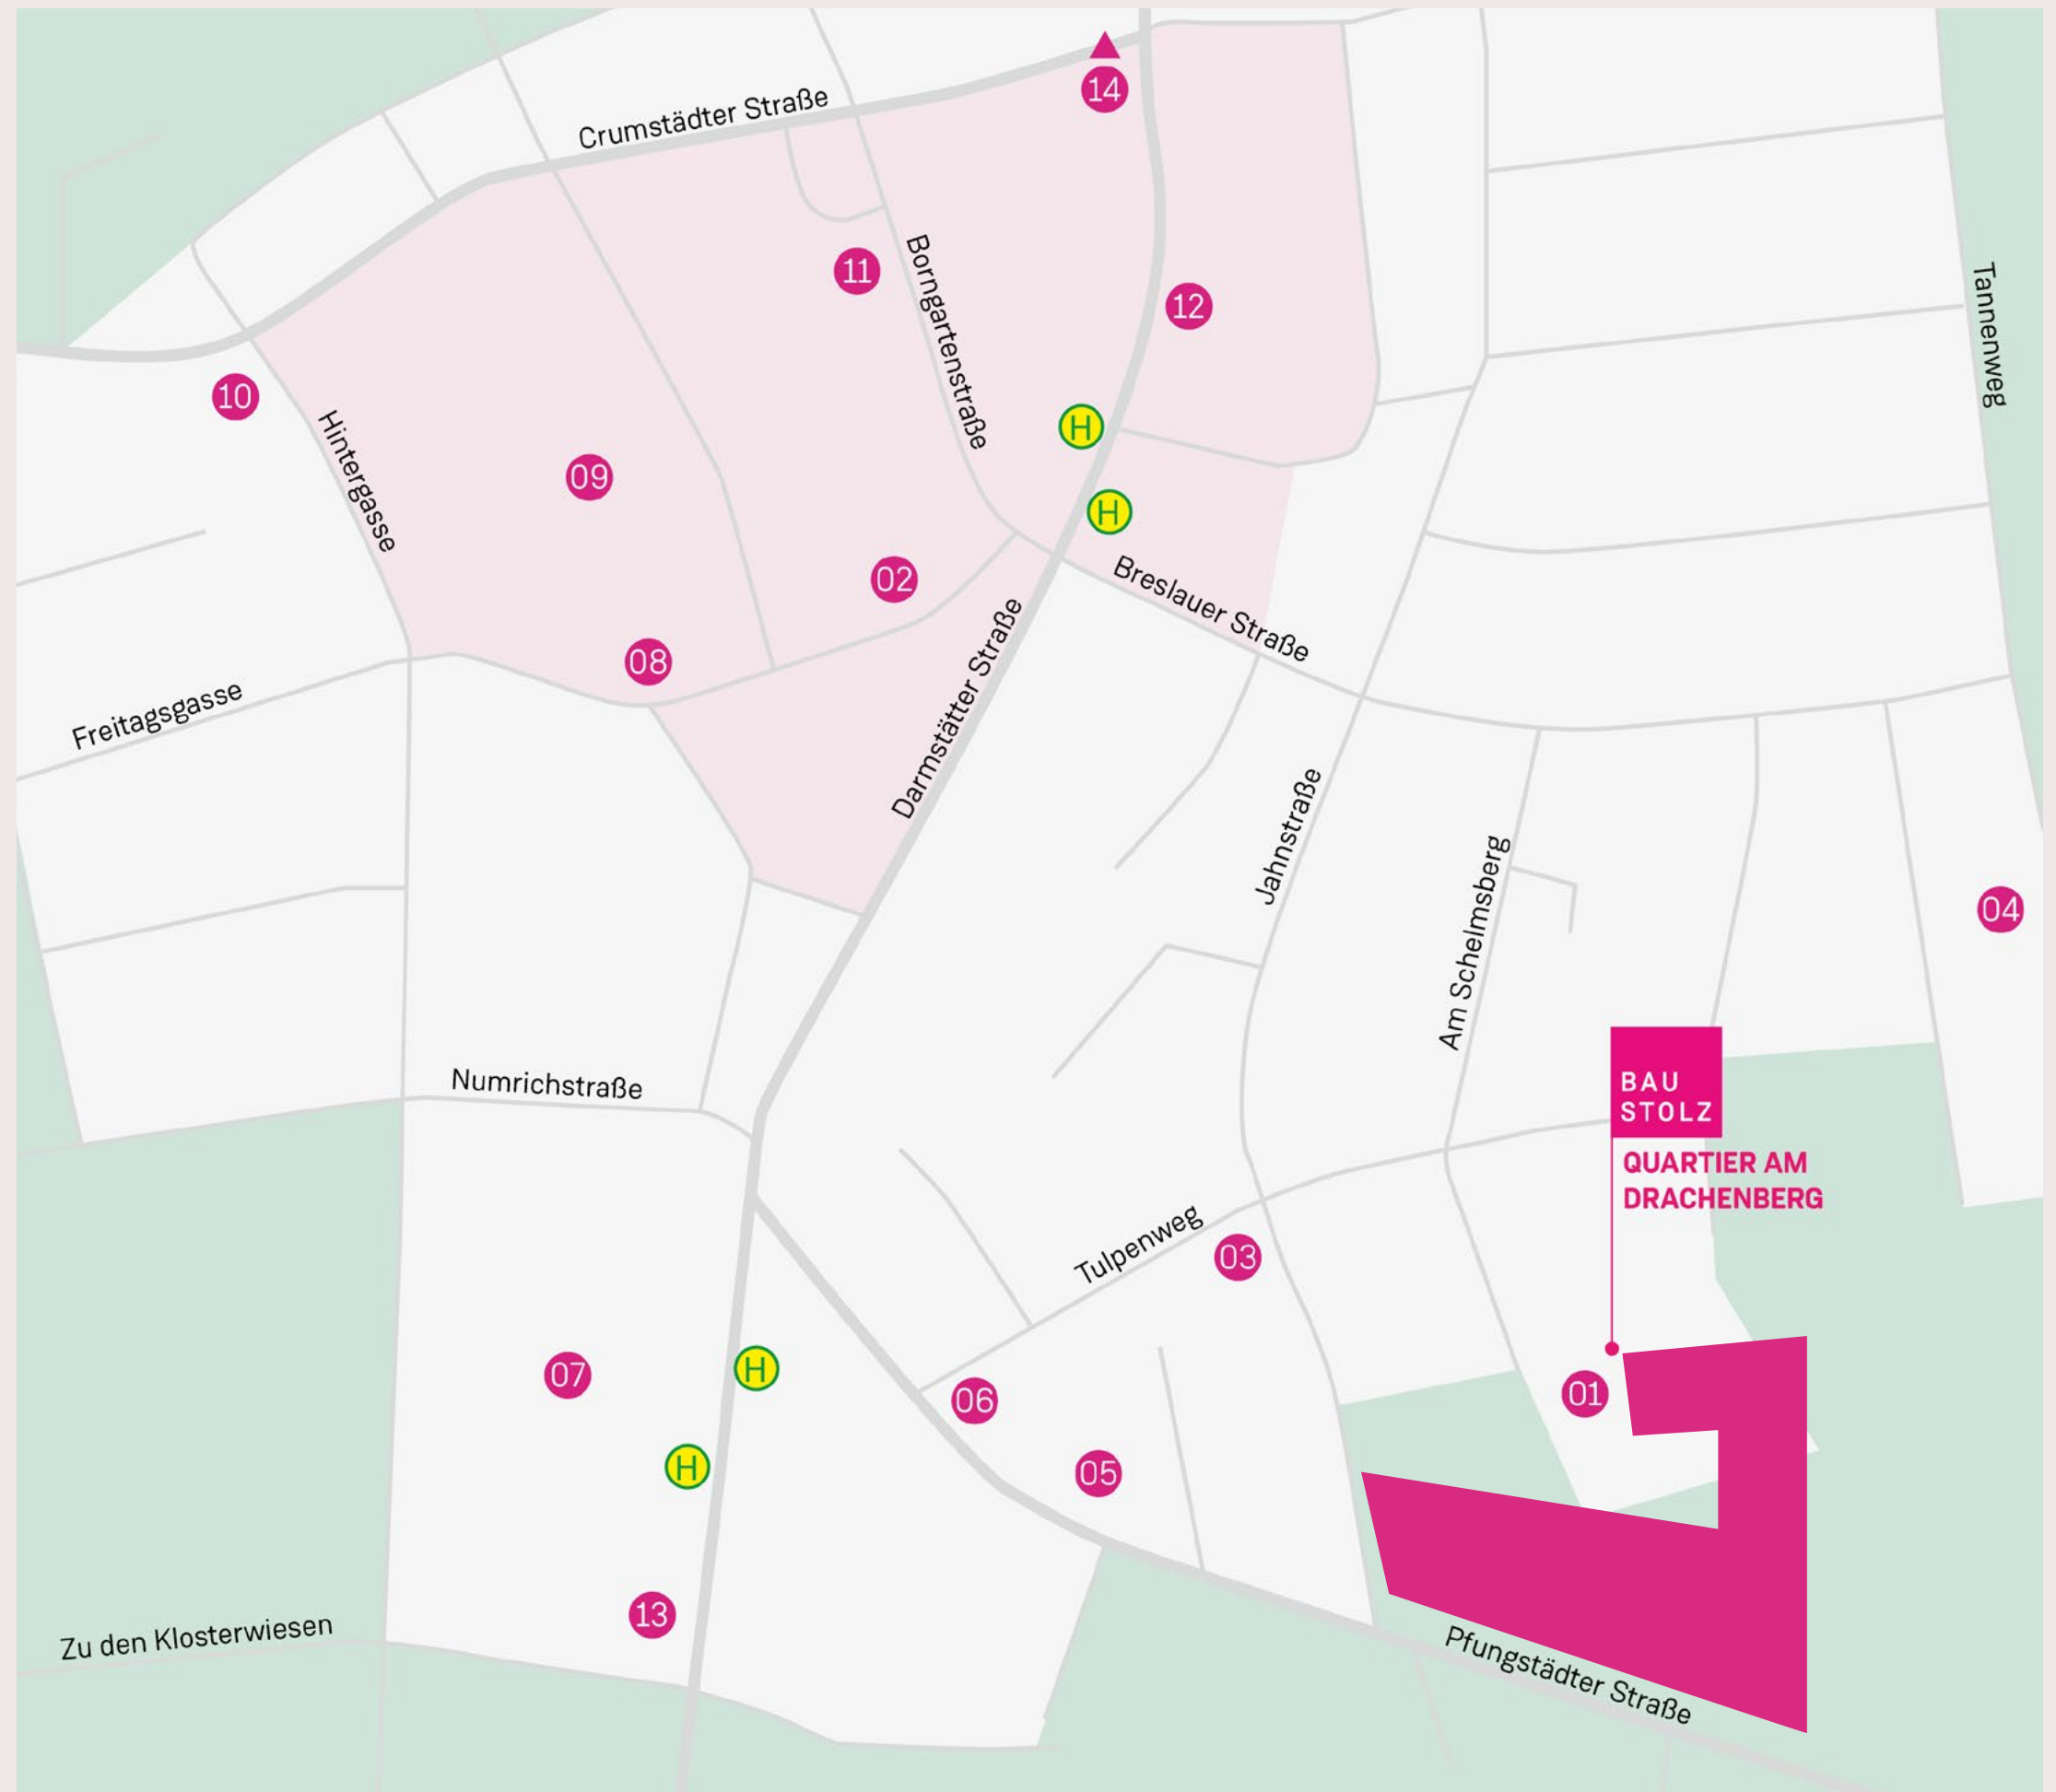 14
Crumstädter Straße
Borngartenstraße
11
12
Tannenweg
10
Hintergasse
H
09
H
02
Breslauer Straße
08
Darmstätter Straße
Freitagsgasse
Jahnstraße
Am Schelmsberg
04
Numrichstraße
BAU
STOLZ
QUARTIER AM
DRACHENBERG
Tulpenweg
03
07
H
06
01
H
05
13
Zu den Klosterwiesen
Pfungstädter Straße